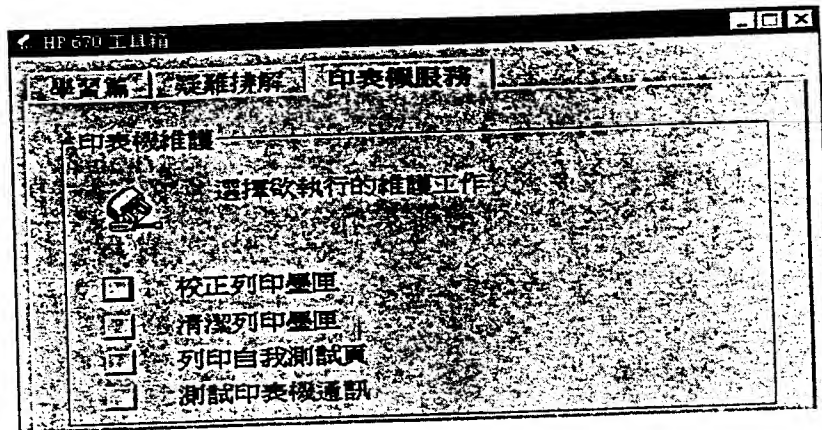 HP 670 工具箱
學習篇 疑難排解 印表機服務
印表機維護
選擇欲執行的維護工作
校正列印墨匣
清潔列印墨匣
列印自我測試頁
測試印表機通訊